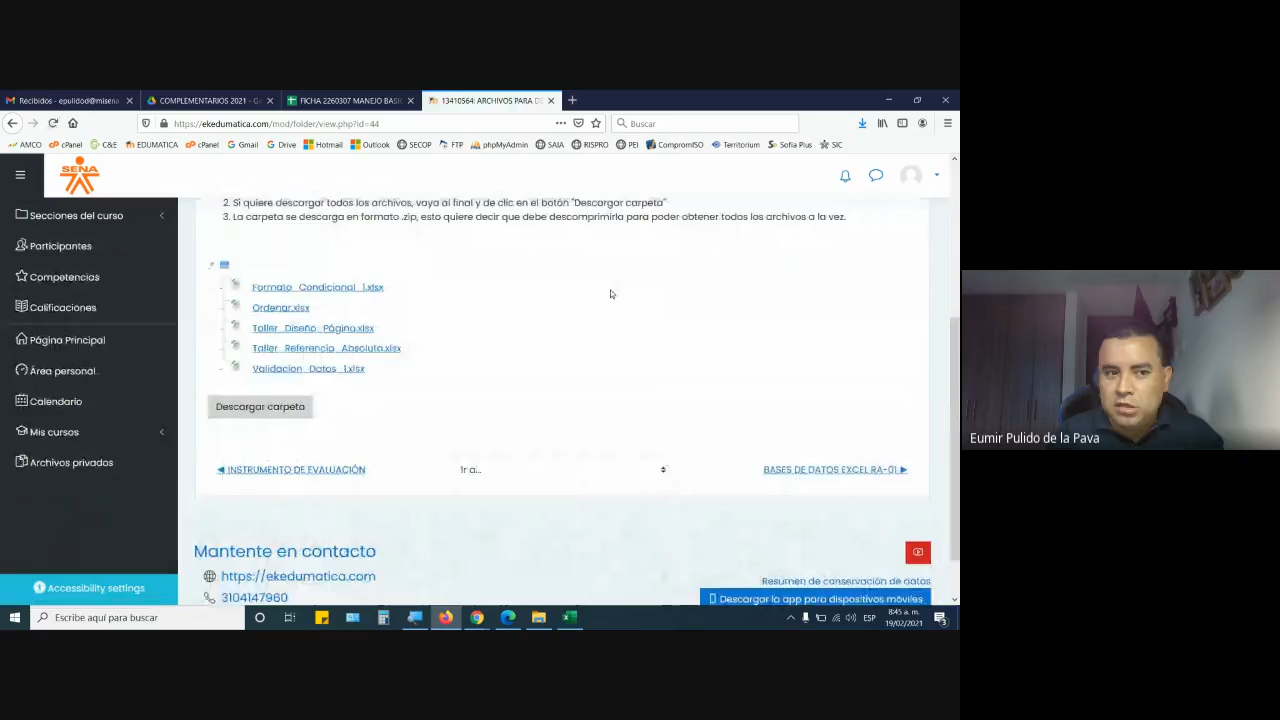 Recibidos - epulidod@misena
COMPLEMENTARIOS 2021 - Go
FICHA 2260307 MANEJO BASIC
13410564: ARCHIVOS PARA DE
https://ekedumatica.com/mod/folder/view.php?id=44
Buscar
AMCO cPanel C&E EDUMATICA cPanel Gmail Drive Hotmail Outlook SECOP FTP phpMyAdmin SAIA RISPRO PEI CompromISO Territorium Sofia Plus SIC
SENA
Secciones del curso
Participantes
Competencias
Calificaciones
Página Principal
Área personal
Calendario
Mis cursos
Archivos privados
Accessibility settings
2. Si quiere descargar todos los archivos, vaya al final y de clic en el botón "Descargar carpeta"
3. La carpeta se descarga en formato .zip, esto quiere decir que debe descomprimirla para poder obtener todos los archivos a la vez.
Formato_Condicional_1.xlsx
Ordenar.xlsx
Taller_Diseño_Página.xlsx
Taller_Referencia_Absoluta.xlsx
Validacion_Datos_1.xlsx
Descargar carpeta
◀ INSTRUMENTO DE EVALUACIÓN
Ir a...
BASES DE DATOS EXCEL RA-01 ▶
Mantente en contacto
https://ekedumatica.com
3104147960
Resumen de conservación de datos
Descargar la app para dispositivos móviles
Escribe aquí para buscar
ESP
8:45 a. m.
19/02/2021
3
Eumir Pulido de la Pava